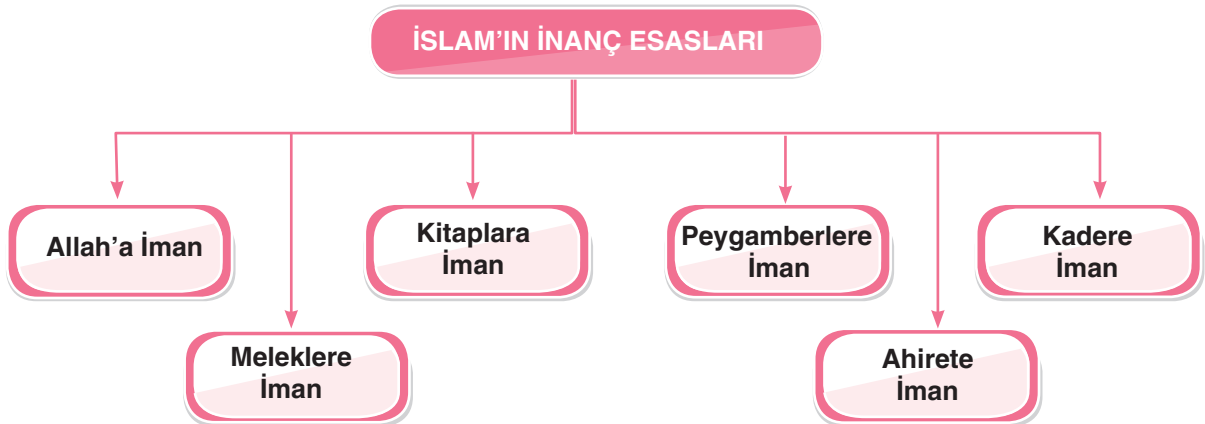 İSLAM’IN İNANÇ ESASLARI
Allah’a İman
Meleklere
İman
Kitaplara
İman
Peygamberlere
İman
Ahirete
İman
Kadere
İman